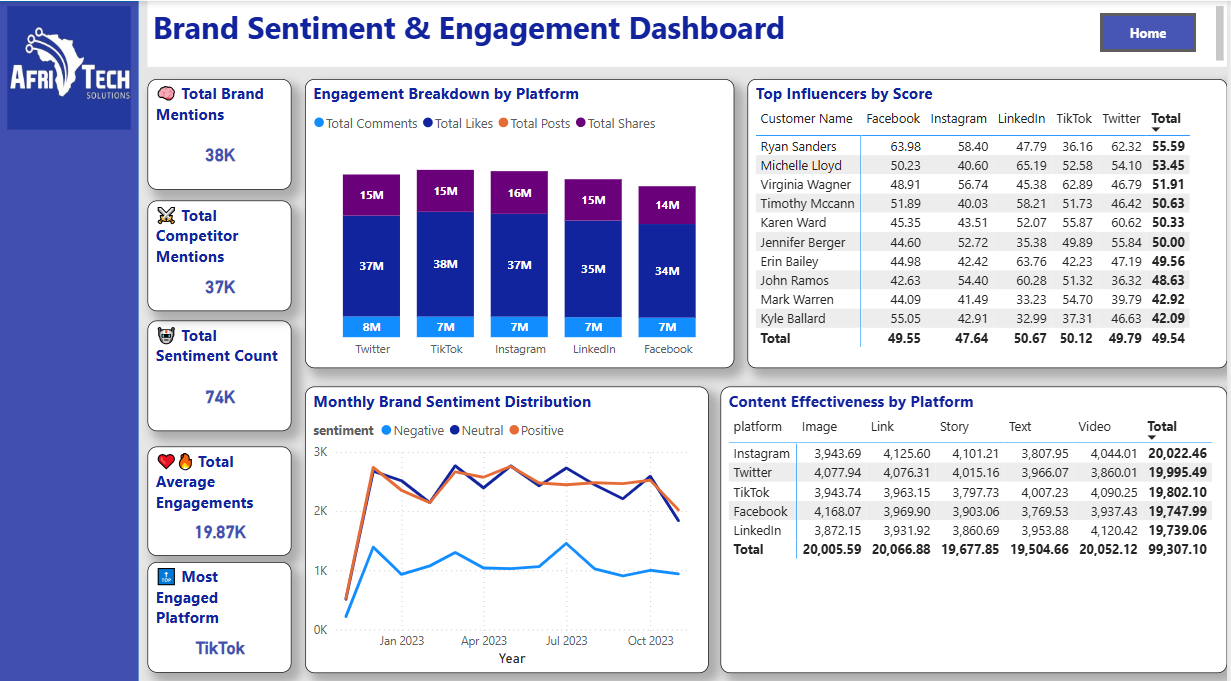 AFRI TECH
SOLUTIONS
Brand Sentiment & Engagement Dashboard
Home
Total Brand
Mentions
38K
Total
Competitor
Mentions
37K
Total
Sentiment Count
74K
Total
Average
Engagements
19.87K
TOP
Most
Engaged
Platform
TikTok
Engagement Breakdown by Platform
Total Comments Total Likes Total Posts Total Shares
15M 15M 16M 15M 14M
37M 38M 37M 35M 34M
8M 7M 7M 7M 7M
Twitter TikTok Instagram LinkedIn Facebook
Top Influencers by Score
Customer Name Facebook Instagram LinkedIn TikTok Twitter Total
Ryan Sanders 63.98 58.40 47.79 36.16 62.32 55.59
Michelle Lloyd 50.23 40.60 65.19 52.58 54.10 53.45
Virginia Wagner 48.91 56.74 45.38 62.89 46.79 51.91
Timothy Mccann 51.89 40.03 58.21 51.73 46.42 50.63
Karen Ward 45.35 43.51 52.07 55.87 60.62 50.33
Jennifer Berger 44.60 52.72 35.38 49.89 55.84 50.00
Erin Bailey 44.98 42.42 63.76 42.23 47.19 49.56
John Ramos 42.63 54.40 60.28 51.32 36.32 48.63
Mark Warren 44.09 41.49 33.23 54.70 39.79 42.92
Kyle Ballard 55.05 42.91 32.99 37.31 46.63 42.09
Total 49.55 47.64 50.67 50.12 49.79 49.54
Monthly Brand Sentiment Distribution
sentiment Negative Neutral Positive
3K
2K
1K
0K
Jan 2023 Apr 2023 Jul 2023 Oct 2023
Year
Content Effectiveness by Platform
platform Image Link Story Text Video Total
Instagram 3,943.69 4,125.60 4,101.21 3,807.95 4,044.01 20,022.46
Twitter 4,077.94 4,076.31 4,015.16 3,966.07 3,860.01 19,995.49
TikTok 3,943.74 3,963.15 3,797.73 4,007.23 4,090.25 19,802.10
Facebook 4,168.07 3,969.90 3,903.06 3,769.53 3,937.43 19,747.99
LinkedIn 3,872.15 3,931.92 3,860.69 3,953.88 4,120.42 19,739.06
Total 20,005.59 20,066.88 19,677.85 19,504.66 20,052.12 99,307.10